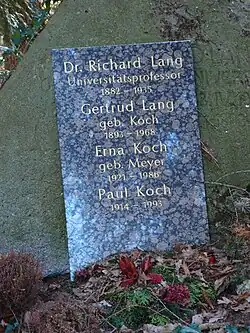 Dr. Richard Lang
Universitätsprofessor
1882 - 1935
Gertrud Lang
geb. Koch
1893 - 1968
Erna Koch
geb. Meyer
1921 - 1986
Paul Koch
1914 - 1993